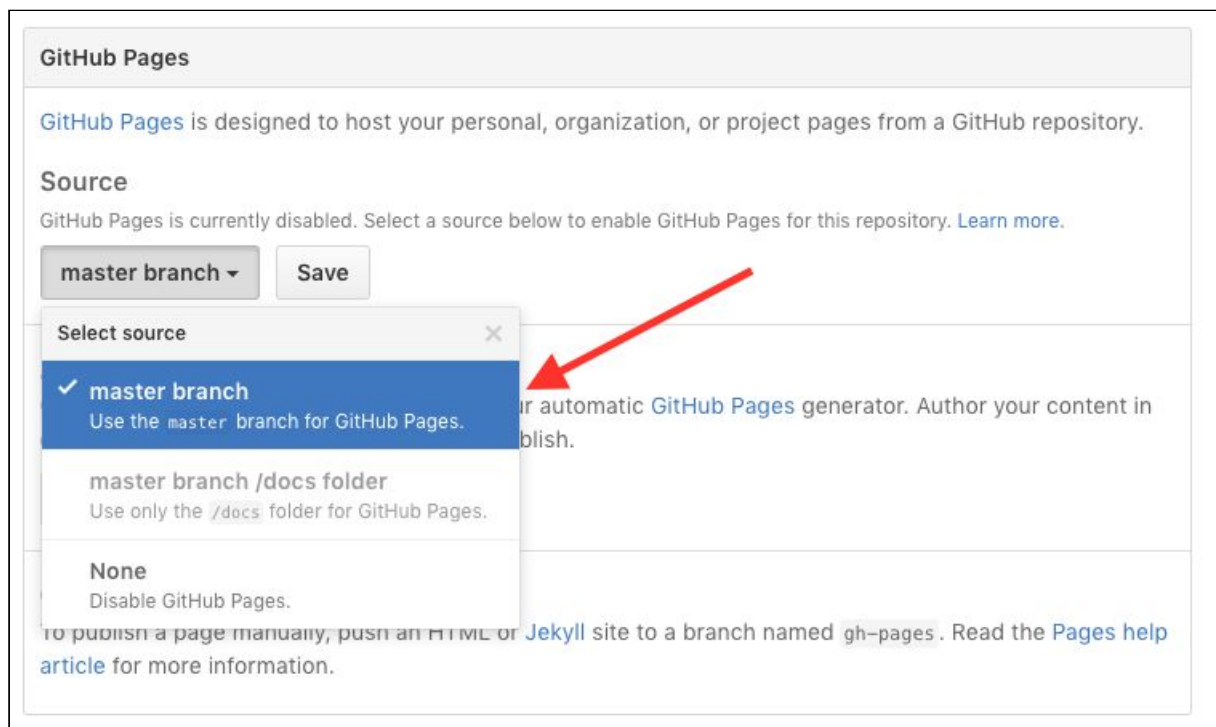 GitHub Pages
GitHub Pages is designed to host your personal, organization, or project pages from a GitHub repository.
Source
GitHub Pages is currently disabled. Select a source below to enable GitHub Pages for this repository. Learn more.
master branch Save
Select source
master branch
Use the master branch for GitHub Pages.
automatic GitHub Pages generator. Author your content in
master branch /docs folder
Use only the /docs folder for GitHub Pages.
None
Disable GitHub Pages.
To publish a page manually, push an HTML or Jekyll site to a branch named gh-pages. Read the Pages help
article for more information.